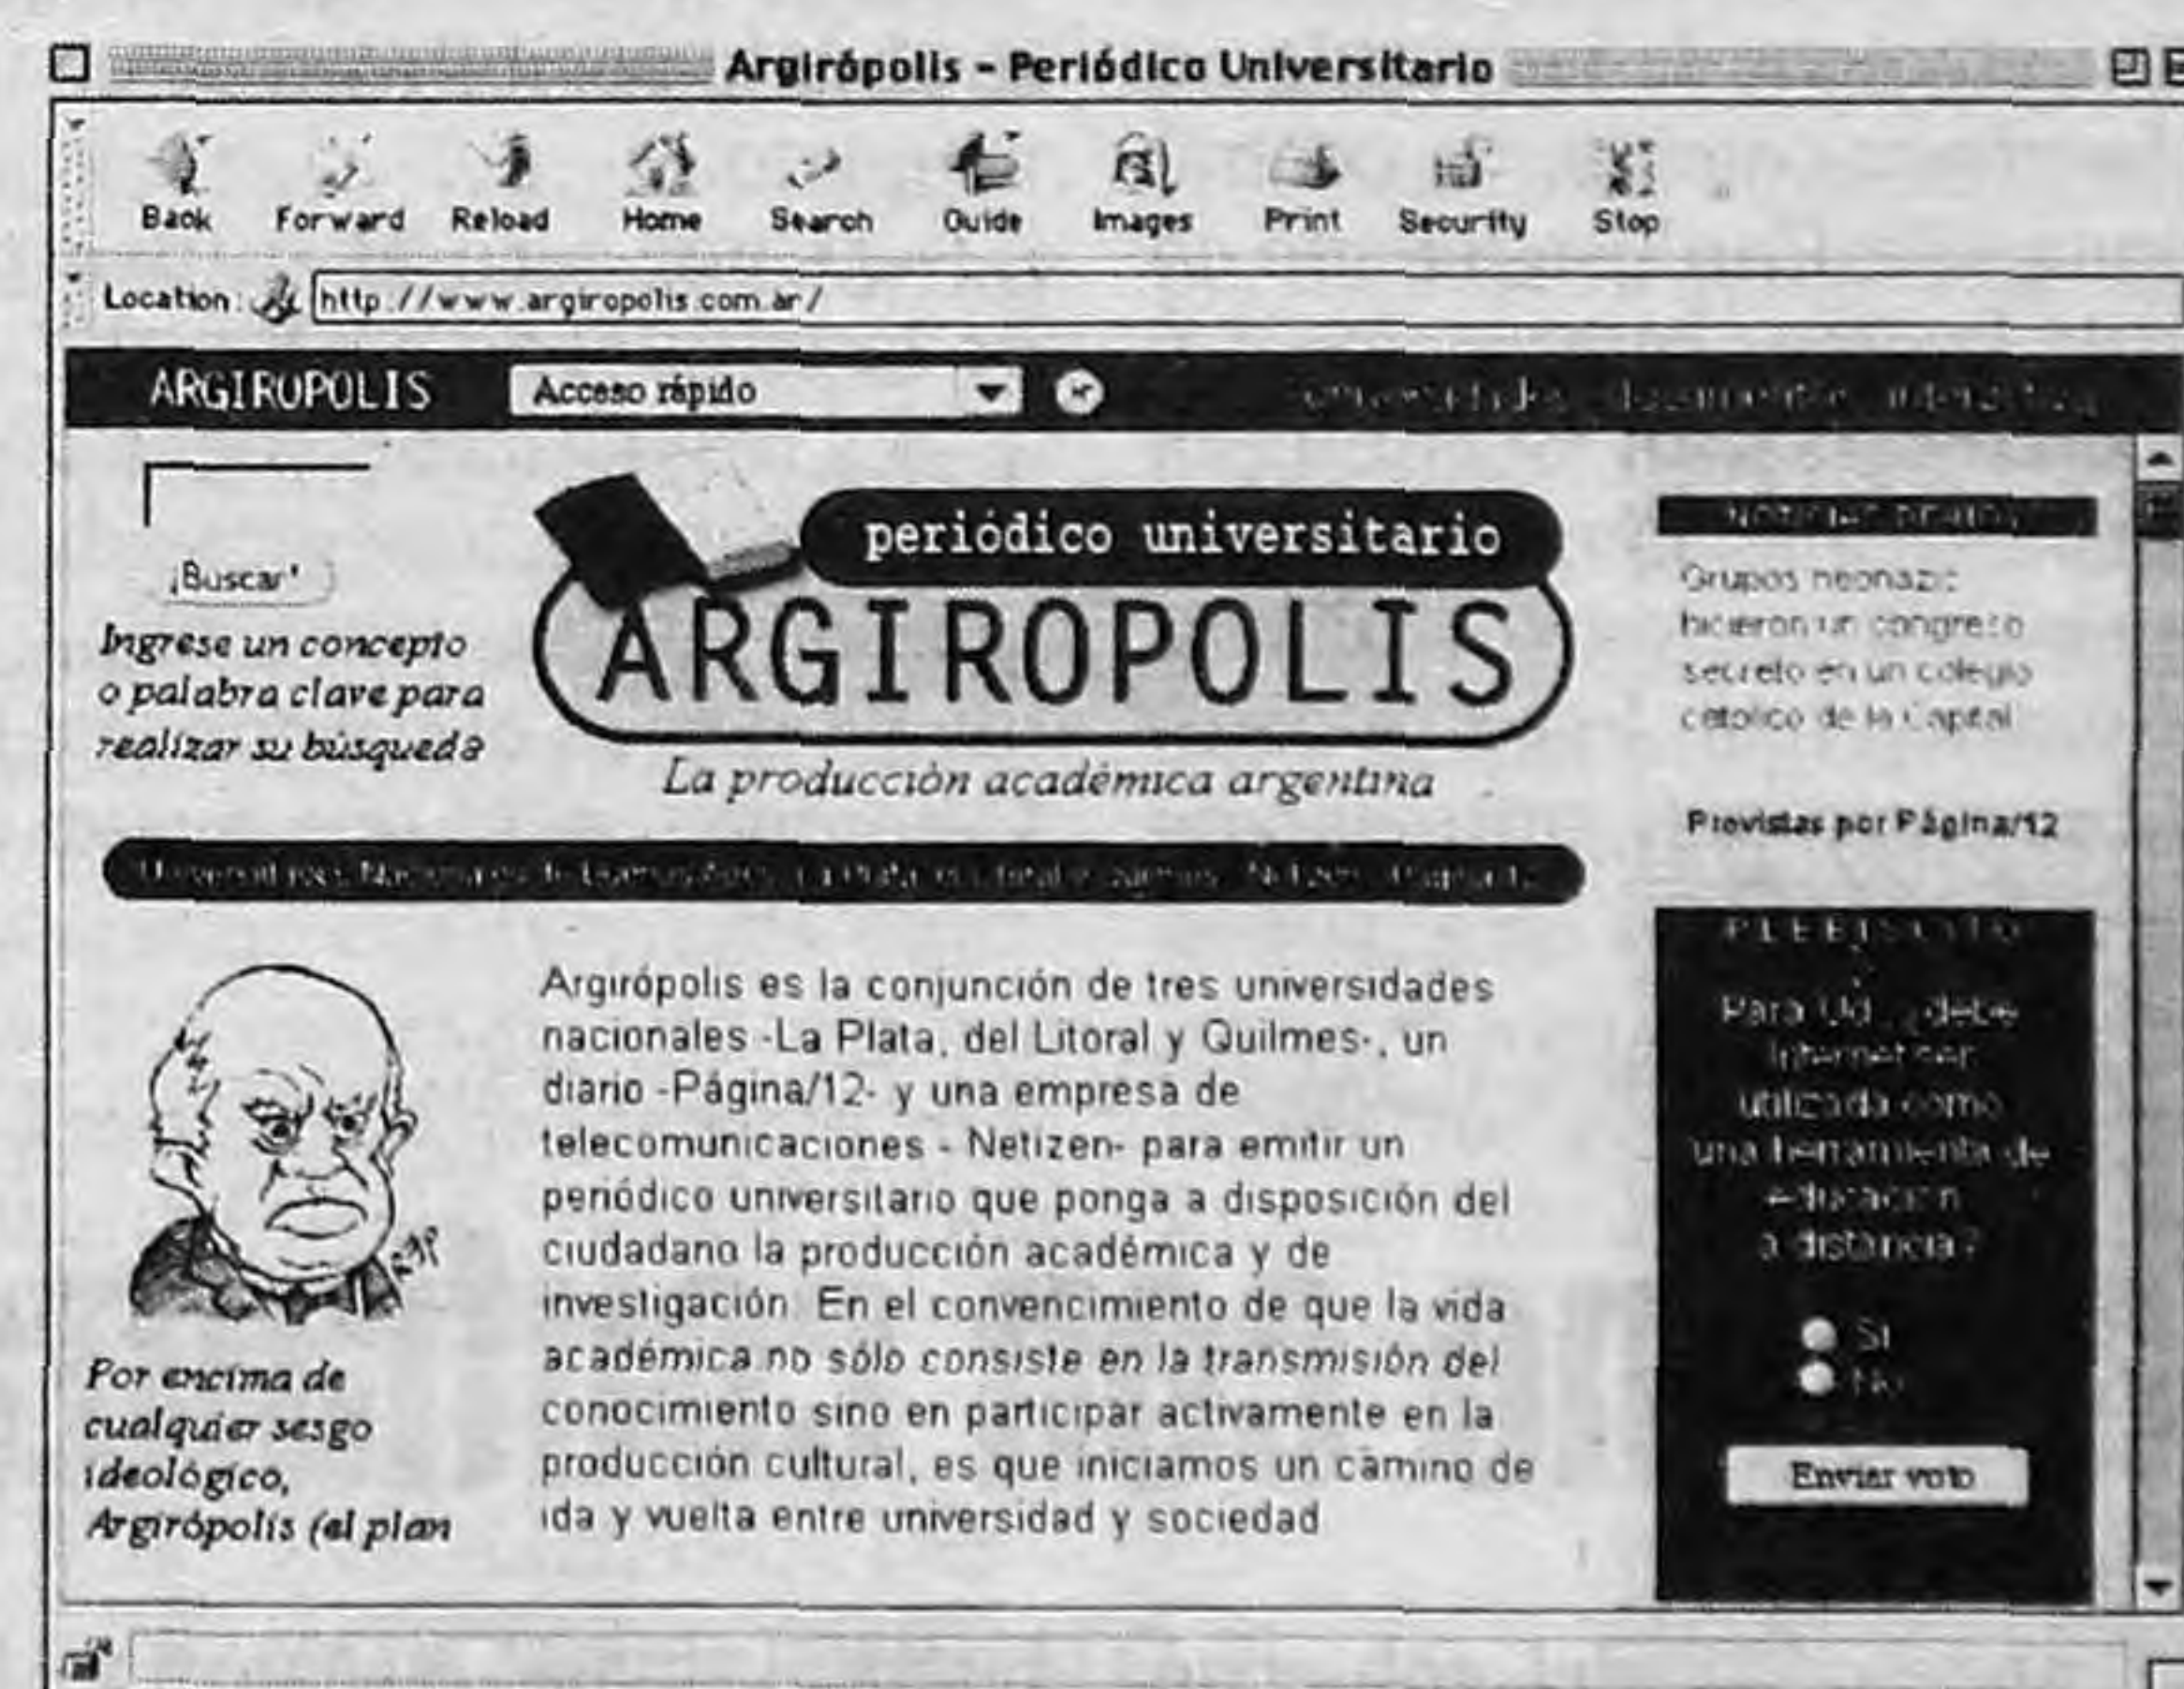 Argirópolis - Periódico Universitario
Back Forward Reload Home Search Guide Images Print Security Stop
Location: http://www.argiropolis.com.ar/
ARGIROPOLIS Acceso rápido
¡Buscar!
Ingrese un concepto
o palabra clave para
realizar su búsqueda
periódico universitario
ARGIROPOLIS
La producción académica argentina
Argirópolis es la conjunción de tres universidades
nacionales -La Plata, del Litoral y Quilmes-, un
diario -Página/12- y una empresa de
telecomunicaciones - Netizen- para emitir un
periódico universitario que ponga a disposición del
ciudadano la producción académica y de
investigación. En el convencimiento de que la vida
académica no sólo consiste en la transmisión del
conocimiento sino en participar activamente en la
producción cultural, es que iniciamos un camino de
ida y vuelta entre universidad y sociedad
REP
Por encima de
cualquier sesgo
ideológico,
Argirópolis (el plan
Grupos neonazis
hicieron un congreso
secreto en un colegio
católico de la Capital
Provistas por Página/12
PLEBISCITO
Para Ud., ¿debe
Internet ser
utilizada como
una herramienta de
educación
a distancia?
Si
No
Enviar voto